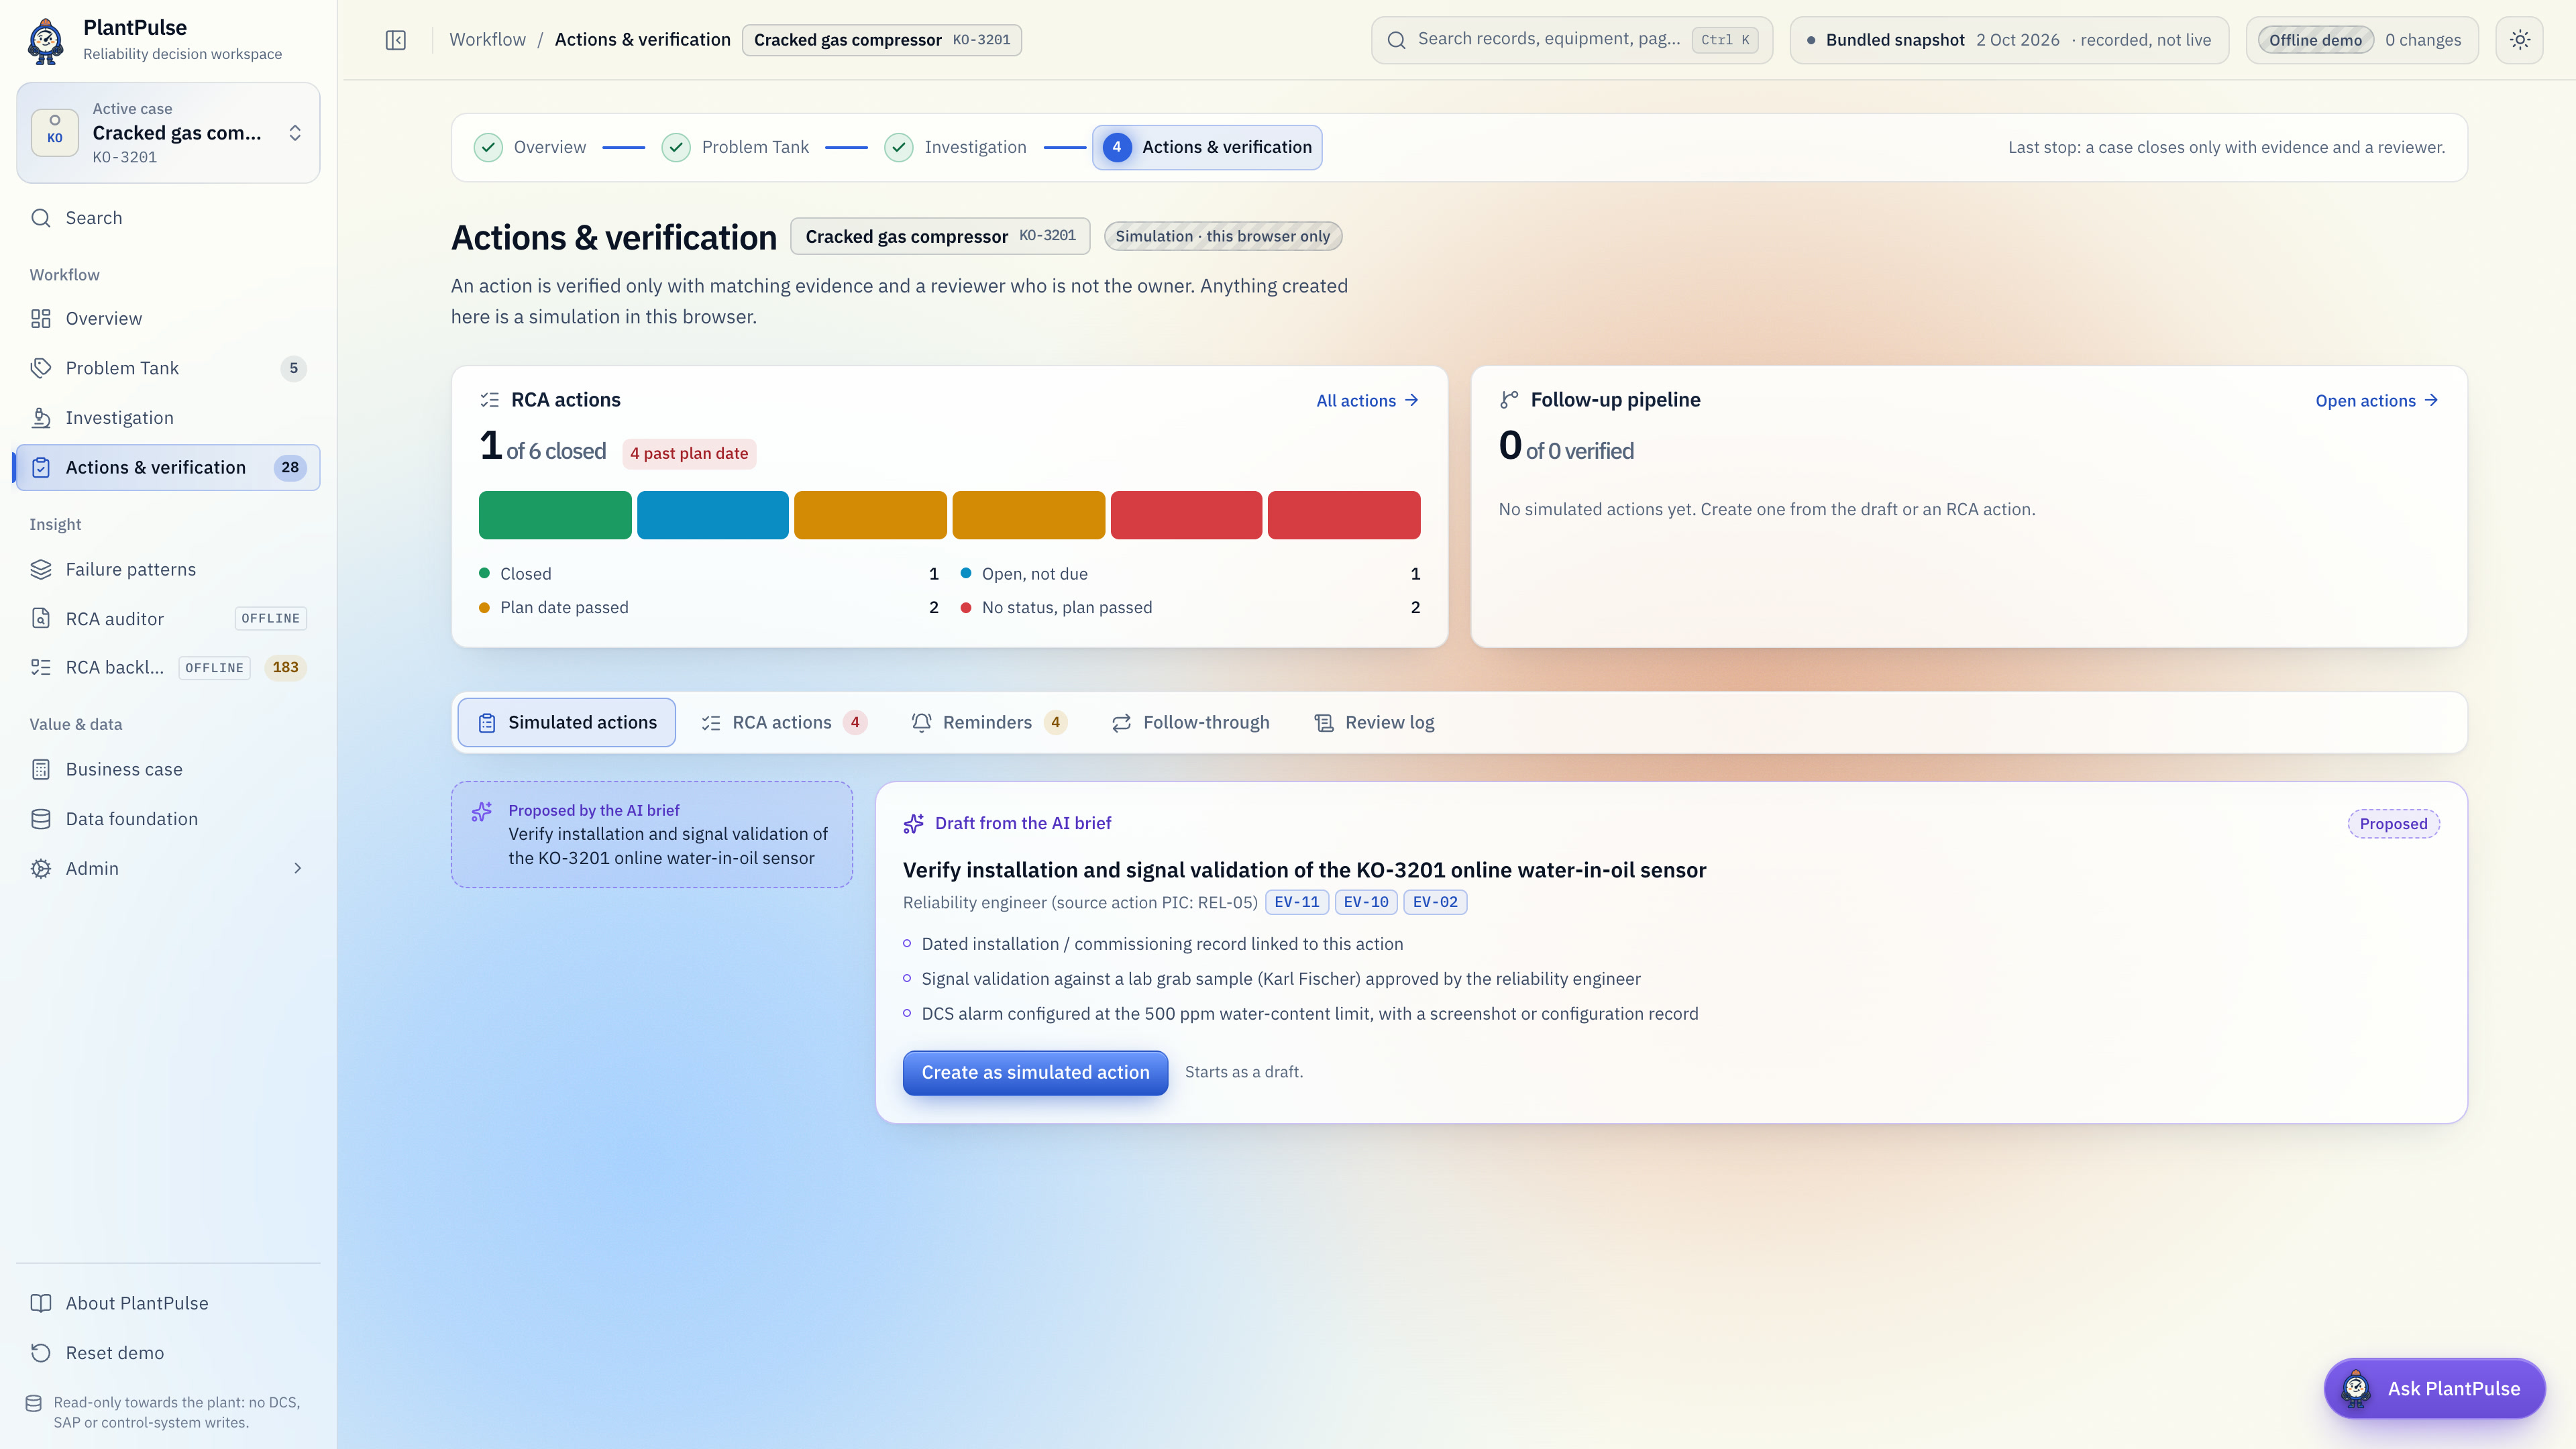 PlantPulse
Reliability decision workspace
KO
Active case
Cracked gas com...
KO-3201
Search
Workflow
Overview
Problem Tank 5
Investigation
Actions & verification 28
Insight
Failure patterns
RCA auditor OFFLINE
RCA backl... OFFLINE 183
Value & data
Business case
Data foundation
Admin
About PlantPulse
Reset demo
Read-only towards the plant: no DCS,
SAP or control-system writes.
Workflow / Actions & verification Cracked gas compressor KO-3201
Search records, equipment, pag... Ctrl K
Bundled snapshot 2 Oct 2026 · recorded, not live
Offline demo 0 changes
Overview Problem Tank Investigation 4 Actions & verification
Last stop: a case closes only with evidence and a reviewer.
Actions & verification Cracked gas compressor KO-3201 Simulation · this browser only
An action is verified only with matching evidence and a reviewer who is not the owner. Anything created
here is a simulation in this browser.
RCA actions All actions →
1 of 6 closed 4 past plan date
Closed 1 Open, not due 1
Plan date passed 2 No status, plan passed 2
Follow-up pipeline Open actions →
0 of 0 verified
No simulated actions yet. Create one from the draft or an RCA action.
Simulated actions RCA actions 4 Reminders 4 Follow-through Review log
Proposed by the AI brief
Verify installation and signal validation of
the KO-3201 online water-in-oil sensor
Draft from the AI brief Proposed
Verify installation and signal validation of the KO-3201 online water-in-oil sensor
Reliability engineer (source action PIC: REL-05) EV-11 EV-10 EV-02
Dated installation / commissioning record linked to this action
Signal validation against a lab grab sample (Karl Fischer) approved by the reliability engineer
DCS alarm configured at the 500 ppm water-content limit, with a screenshot or configuration record
Create as simulated action Starts as a draft.
Ask PlantPulse